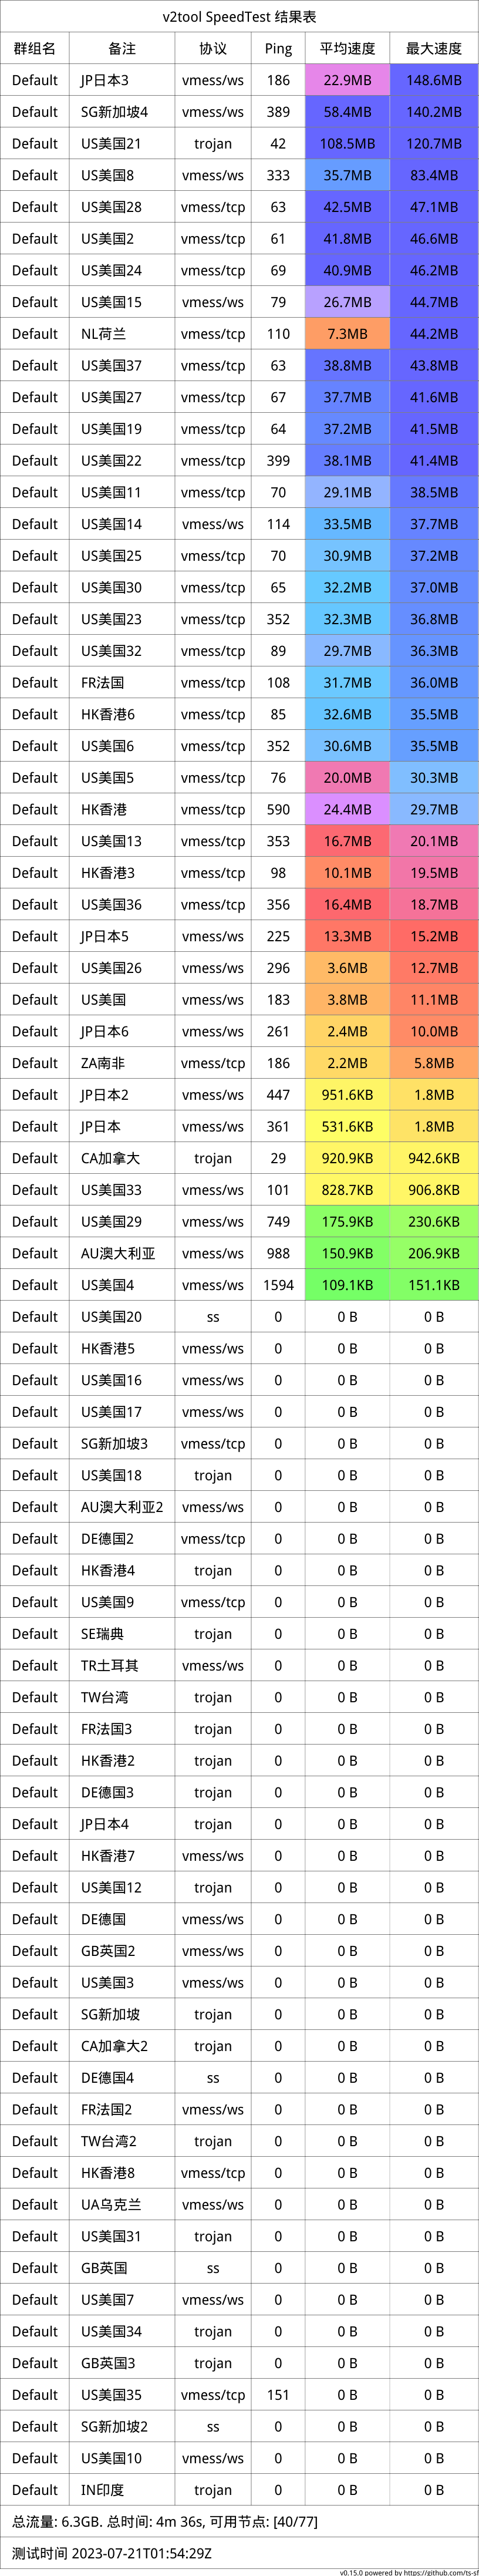 v2tool SpeedTest 结果表
群组名 备注 协议 Ping 平均速度 最大速度
Default JP日本3 vmess/ws 186 22.9MB 148.6MB
Default SG新加坡4 vmess/ws 389 58.4MB 140.2MB
Default US美国21 trojan 42 108.5MB 120.7MB
Default US美国8 vmess/ws 333 35.7MB 83.4MB
Default US美国28 vmess/tcp 63 42.5MB 47.1MB
Default US美国2 vmess/tcp 61 41.8MB 46.6MB
Default US美国24 vmess/tcp 69 40.9MB 46.2MB
Default US美国15 vmess/ws 79 26.7MB 44.7MB
Default NL荷兰 vmess/tcp 110 7.3MB 44.2MB
Default US美国37 vmess/tcp 63 38.8MB 43.8MB
Default US美国27 vmess/tcp 67 37.7MB 41.6MB
Default US美国19 vmess/tcp 64 37.2MB 41.5MB
Default US美国22 vmess/tcp 399 38.1MB 41.4MB
Default US美国11 vmess/tcp 70 29.1MB 38.5MB
Default US美国14 vmess/ws 114 33.5MB 37.7MB
Default US美国25 vmess/tcp 70 30.9MB 37.2MB
Default US美国30 vmess/tcp 65 32.2MB 37.0MB
Default US美国23 vmess/tcp 352 32.3MB 36.8MB
Default US美国32 vmess/tcp 89 29.7MB 36.3MB
Default FR法国 vmess/tcp 108 31.7MB 36.0MB
Default HK香港6 vmess/tcp 85 32.6MB 35.5MB
Default US美国6 vmess/tcp 352 30.6MB 35.5MB
Default US美国5 vmess/tcp 76 20.0MB 30.3MB
Default HK香港 vmess/tcp 590 24.4MB 29.7MB
Default US美国13 vmess/tcp 353 16.7MB 20.1MB
Default HK香港3 vmess/tcp 98 10.1MB 19.5MB
Default US美国36 vmess/tcp 356 16.4MB 18.7MB
Default JP日本5 vmess/ws 225 13.3MB 15.2MB
Default US美国26 vmess/ws 296 3.6MB 12.7MB
Default US美国 vmess/ws 183 3.8MB 11.1MB
Default JP日本6 vmess/ws 261 2.4MB 10.0MB
Default ZA南非 vmess/tcp 186 2.2MB 5.8MB
Default JP日本2 vmess/ws 447 951.6KB 1.8MB
Default JP日本 vmess/ws 361 531.6KB 1.8MB
Default CA加拿大 trojan 29 920.9KB 942.6KB
Default US美国33 vmess/ws 101 828.7KB 906.8KB
Default US美国29 vmess/ws 749 175.9KB 230.6KB
Default AU澳大利亚 vmess/ws 988 150.9KB 206.9KB
Default US美国4 vmess/ws 1594 109.1KB 151.1KB
Default US美国20 ss 0 0 B 0 B
Default HK香港5 vmess/ws 0 0 B 0 B
Default US美国16 vmess/ws 0 0 B 0 B
Default US美国17 vmess/ws 0 0 B 0 B
Default SG新加坡3 vmess/tcp 0 0 B 0 B
Default US美国18 trojan 0 0 B 0 B
Default AU澳大利亚2 vmess/ws 0 0 B 0 B
Default DE德国2 vmess/tcp 0 0 B 0 B
Default HK香港4 trojan 0 0 B 0 B
Default US美国9 vmess/tcp 0 0 B 0 B
Default SE瑞典 trojan 0 0 B 0 B
Default TR土耳其 vmess/ws 0 0 B 0 B
Default TW台湾 trojan 0 0 B 0 B
Default FR法国3 trojan 0 0 B 0 B
Default HK香港2 trojan 0 0 B 0 B
Default DE德国3 trojan 0 0 B 0 B
Default JP日本4 trojan 0 0 B 0 B
Default HK香港7 vmess/ws 0 0 B 0 B
Default US美国12 trojan 0 0 B 0 B
Default DE德国 vmess/ws 0 0 B 0 B
Default GB英国2 vmess/ws 0 0 B 0 B
Default US美国3 vmess/ws 0 0 B 0 B
Default SG新加坡 trojan 0 0 B 0 B
Default CA加拿大2 trojan 0 0 B 0 B
Default DE德国4 ss 0 0 B 0 B
Default FR法国2 vmess/ws 0 0 B 0 B
Default TW台湾2 trojan 0 0 B 0 B
Default HK香港8 vmess/tcp 0 0 B 0 B
Default UA乌克兰 vmess/ws 0 0 B 0 B
Default US美国31 trojan 0 0 B 0 B
Default GB英国 ss 0 0 B 0 B
Default US美国7 vmess/ws 0 0 B 0 B
Default US美国34 trojan 0 0 B 0 B
Default GB英国3 trojan 0 0 B 0 B
Default US美国35 vmess/tcp 151 0 B 0 B
Default SG新加坡2 ss 0 0 B 0 B
Default US美国10 vmess/ws 0 0 B 0 B
Default IN印度 trojan 0 0 B 0 B
总流量: 6.3GB. 总时间: 4m 36s, 可用节点: [40/77]
测试时间 2023-07-21T01:54:29Z
v0.15.0 powered by https://github.com/ts-sf